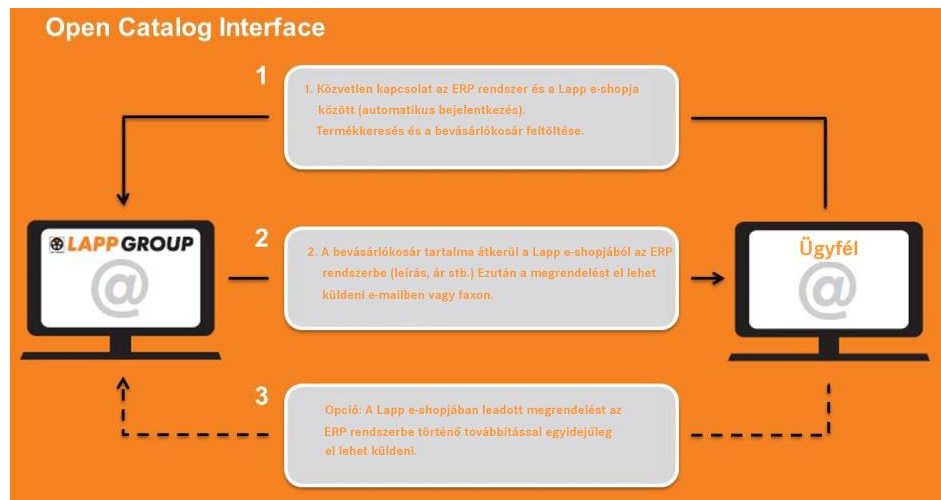 Open Catalog Interface
1
1. Közvetlen kapcsolat az ERP rendszer és a Lapp e-shopja
között (automatikus bejelentkezés).
Termékkeresés és a bevásárlókosár feltöltése.
LAPP GROUP
@
2
2. A bevásárlókosár tartalma átkerül a Lapp e-shopjából az ERP
rendszerbe (leírás, ár stb.) Ezután a megrendelést el lehet
küldeni e-mailben vagy faxon.
Ügyfél
@
3
Opció: A Lapp e-shopjában leadott megrendelést az
ERP rendszerbe történő továbbítással egyidejűleg
el lehet küldeni.